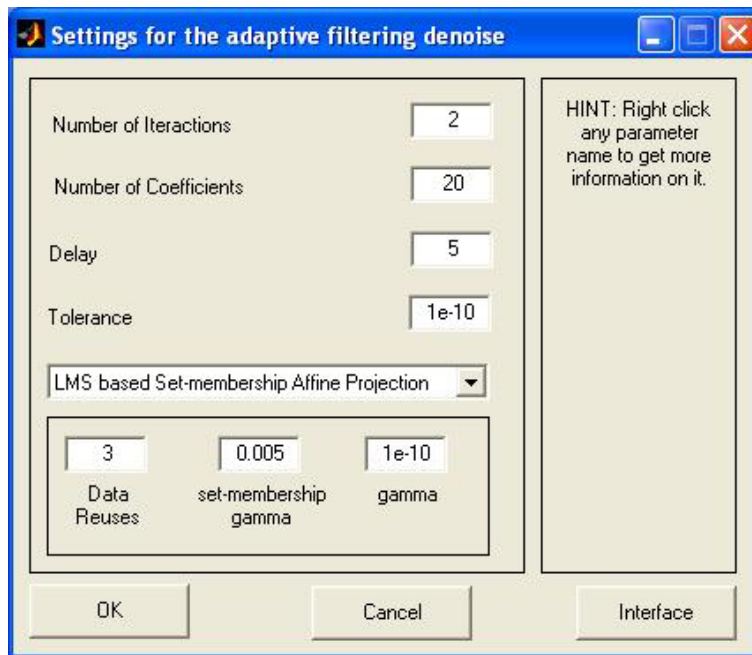 Settings for the adaptive filtering denoise
Number of Iteractions
2
Number of Coefficients
20
Delay
5
Tolerance
1e-10
LMS based Set-membership Affine Projection
3
0.005
1e-10
Data
Reuses
set-membership
gamma
gamma
HINT: Right click
any parameter
name to get more
information on it.
OK
Cancel
Interface